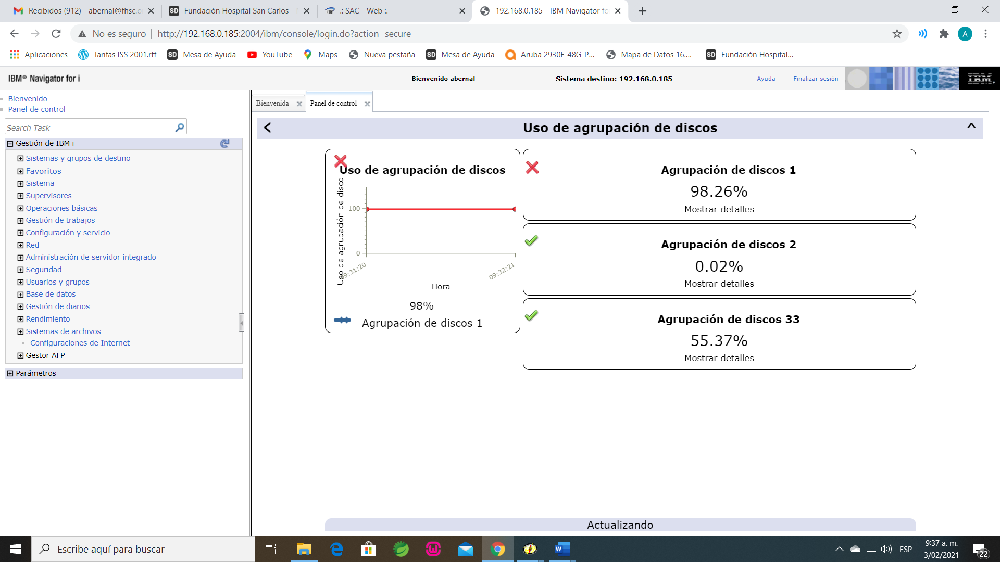 Recibidos (912) - abernal@fhsc.o
Fundación Hospital San Carlos -
.: SAC - Web :.
192.168.0.185 - IBM Navigator fo
No es seguro
http://192.168.0.185:2004/ibm/console/login.do?action=secure
A
Aplicaciones
Tarifas ISS 2001.rtf
SD Mesa de Ayuda
YouTube
Maps
Nueva pestaña
SD Mesa de Ayuda
Aruba 2930F-48G-P...
Mapa de Datos 16....
SD Fundación Hospital...
IBM® Navigator for i
Bienvenido abernal
Sistema destino: 192.168.0.185
Ayuda
Finalizar sesión
IBM.
Bienvenido
Panel de control
Search Task
Gestión de IBM i
Sistemas y grupos de destino
Favoritos
Sistema
Supervisores
Operaciones básicas
Gestión de trabajos
Configuración y servicio
Red
Administración de servidor integrado
Seguridad
Usuarios y grupos
Base de datos
Gestión de diarios
Rendimiento
Sistemas de archivos
Configuraciones de Internet
Gestor AFP
Parámetros
Bienvenida
Panel de control
Uso de agrupación de discos
Uso de agrupación de discos
Uso de agrupación de disco
100
0
09:31:20
09:32:21
Hora
98%
Agrupación de discos 1
Agrupación de discos 1
98.26%
Mostrar detalles
Agrupación de discos 2
0.02%
Mostrar detalles
Agrupación de discos 33
55.37%
Mostrar detalles
Actualizando
Escribe aquí para buscar
ESP
9:37 a. m.
3/02/2021
22